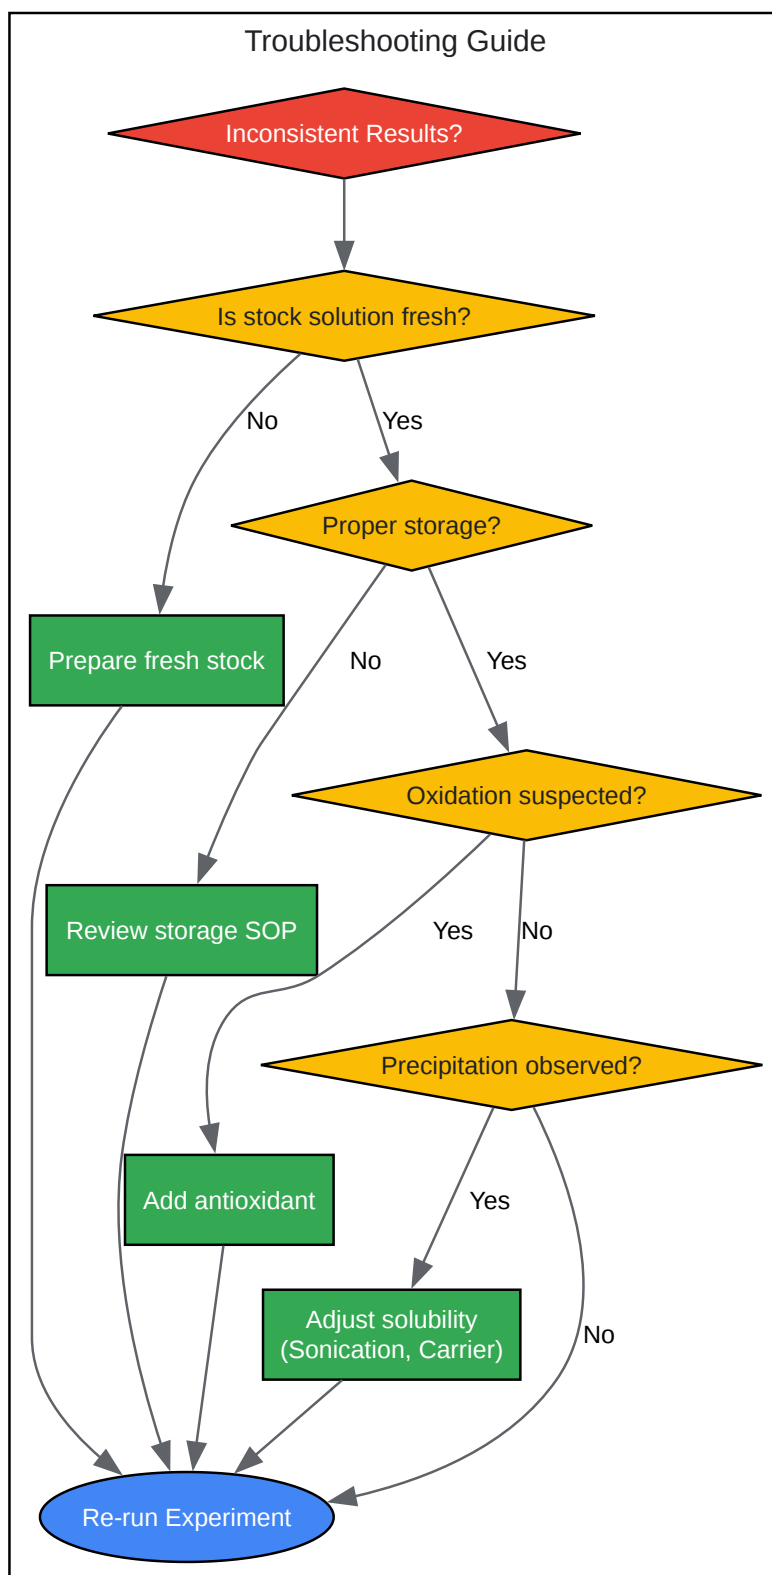 Troubleshooting Guide
Inconsistent Results?
Is stock solution fresh?
No
Yes
Proper storage?
Prepare fresh stock
No
Yes
Oxidation suspected?
Review storage SOP
Yes
No
Precipitation observed?
Add antioxidant
Yes
Adjust solubility
(Sonication, Carrier)
No
Re-run Experiment